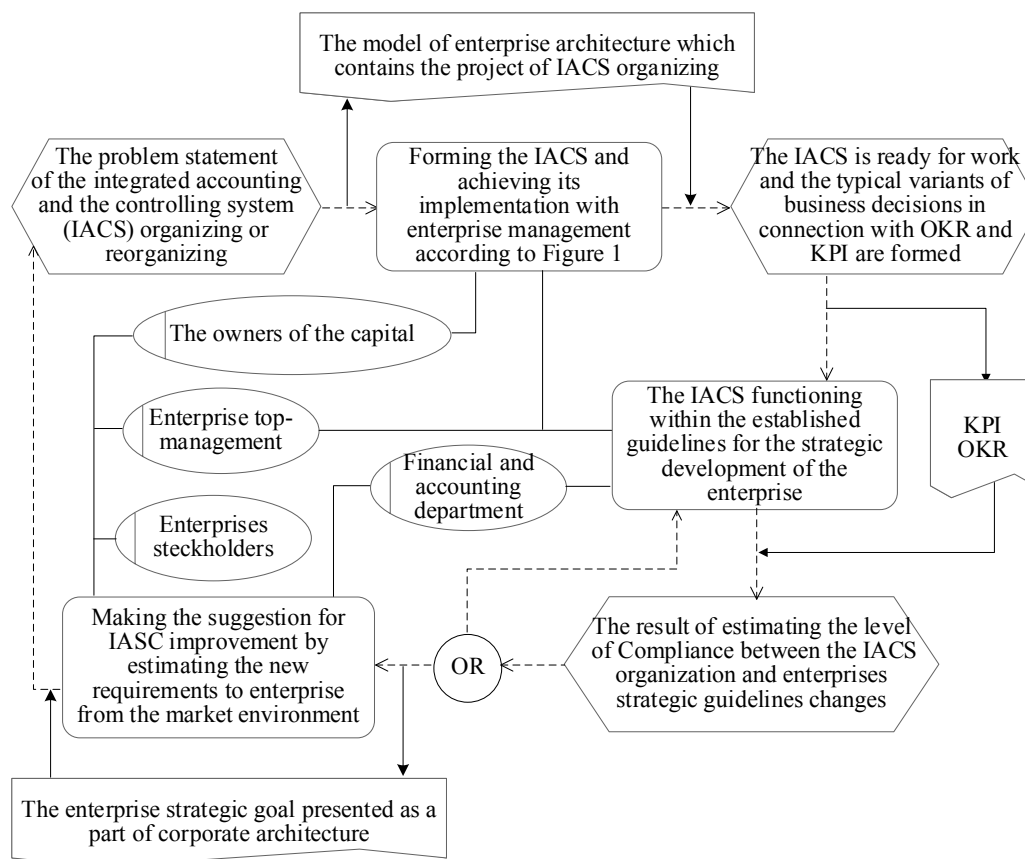 The model of enterprise architecture which
contains the project of IACS organizing
The problem statement
of the integrated accounting
and the controlling system
(IACS) organizing or
reorganizing
Forming the IACS and
achieving its
implementation with
enterprise management
according to Figure 1
The IACS is ready for work
and the typical variants of
business decisions in
connection with OKR and
KPI are formed
The owners of the capital
Enterprise top-
management
Financial and
accounting
department
Enterprises
steckholders
The IACS functioning
within the established
guidelines for the strategic
development of the
enterprise
KPI
OKR
Making the suggestion for
IASC improvement by
estimating the new
requirements to enterprise
from the market environment
OR
The result of estimating the level
of Compliance between the IACS
organization and enterprises
strategic guidelines changes
The enterprise strategic goal presented as a
part of corporate architecture